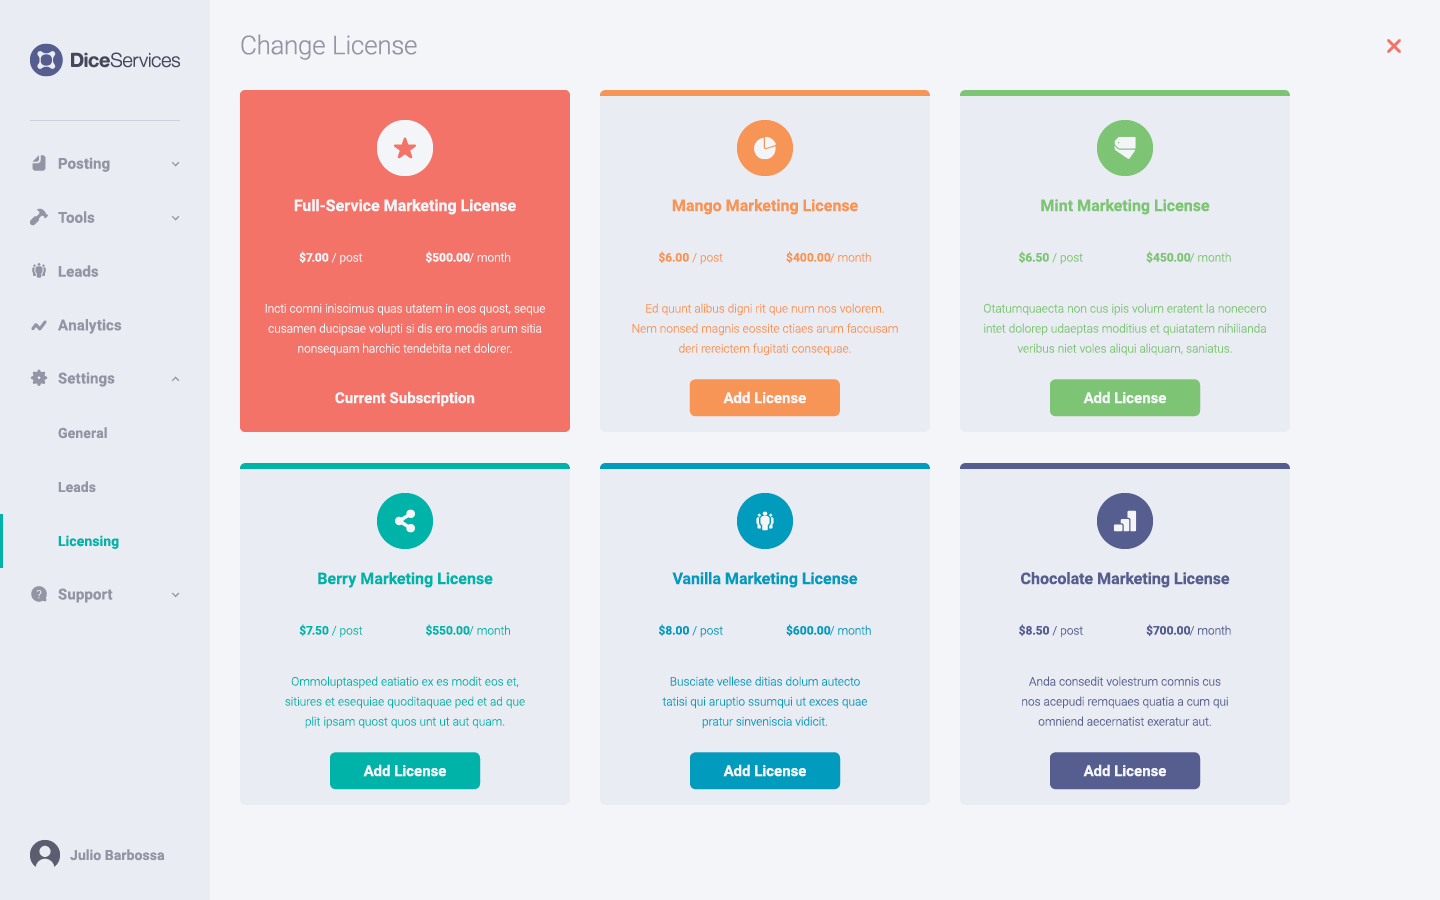 DiceServices
Posting
Tools
Leads
Analytics
Settings
General
Leads
Licensing
Support
Julio Barbossa
Change License
Full-Service Marketing License
$7.00 / post
$500.00/ month
Incti comni iniscimus quas utatem in eos quost, seque
cusamen ducipsae volupti si dis ero modis arum sitia
nonsequam harchic tendebita net dolorer.
Current Subscription
Mango Marketing License
$6.00 / post
$400.00/ month
Ed qunt alibus digni rit que num nos volorem.
Nem nonsed magnis eossite ctiaes arum faccusam
deri rereictem fugitati consequae.
Add License
Mint Marketing License
$6.50 / post
$450.00/ month
Otatumquaecta non cus ipis volum eratent la nonecero
intet dolorep udaeptas moditius et quiatatem nihilianda
veribus niet voles aliqui aliquam, saniatus.
Add License
Berry Marketing License
$7.50 / post
$550.00/ month
Ommoluptasped eatiatio ex es modit eos et,
sitiures et esequiae quoditaquae ped et ad que
plit ipsam quost quos unt ut aut quam.
Add License
Vanilla Marketing License
$8.00 / post
$600.00/ month
Busciate vellese ditias dolum autecto
tatisi qui aruptio ssumqui ut exces quae
pratur sinveniscia vidicit.
Add License
Chocolate Marketing License
$8.50 / post
$700.00/ month
Anda consedit volestrum comnis cus
nos acepudi remquaes quatia a cum qui
omniend aecernatist exeratur aut.
Add License